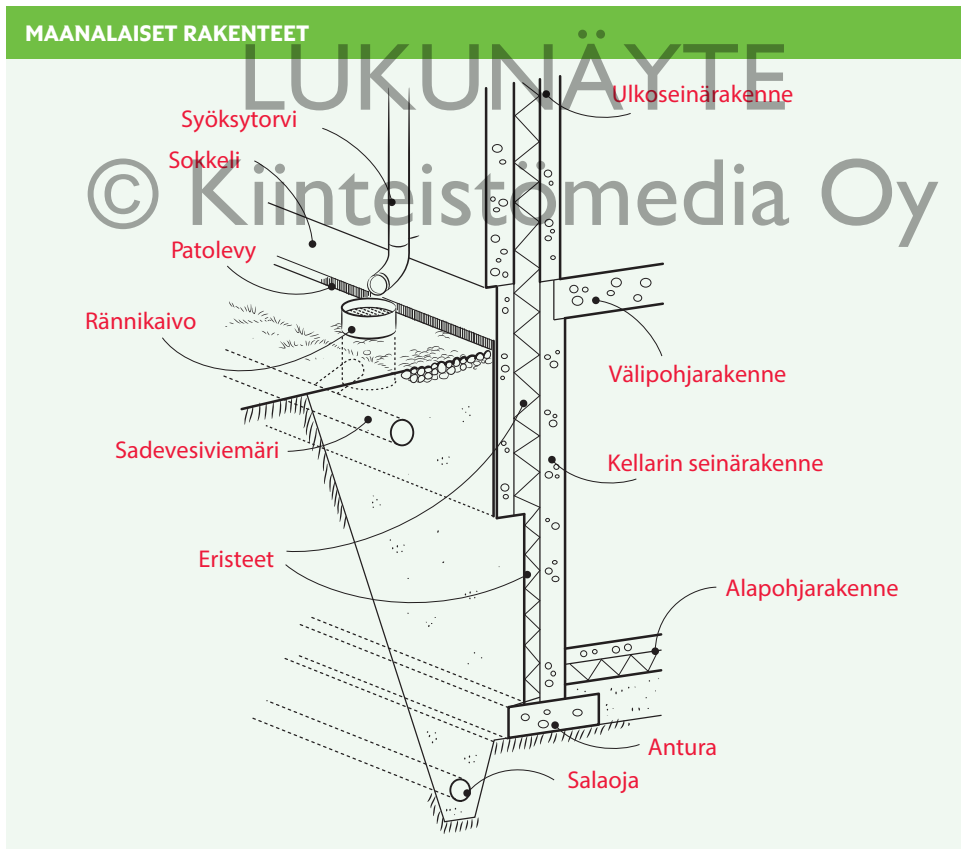 MAANALAISET RAKENTEET
LUKUNÄYTE
© Kiinteistömedia Oy
Ulkoseinärakenne
Syöksytorvi
Sokkeli
Patolevy
Rännikaivo
Välipohjarakenne
Sadevesiviemäri
Kellarin seinärakenne
Eristeet
Alapohjarakenne
Antura
Salaoja